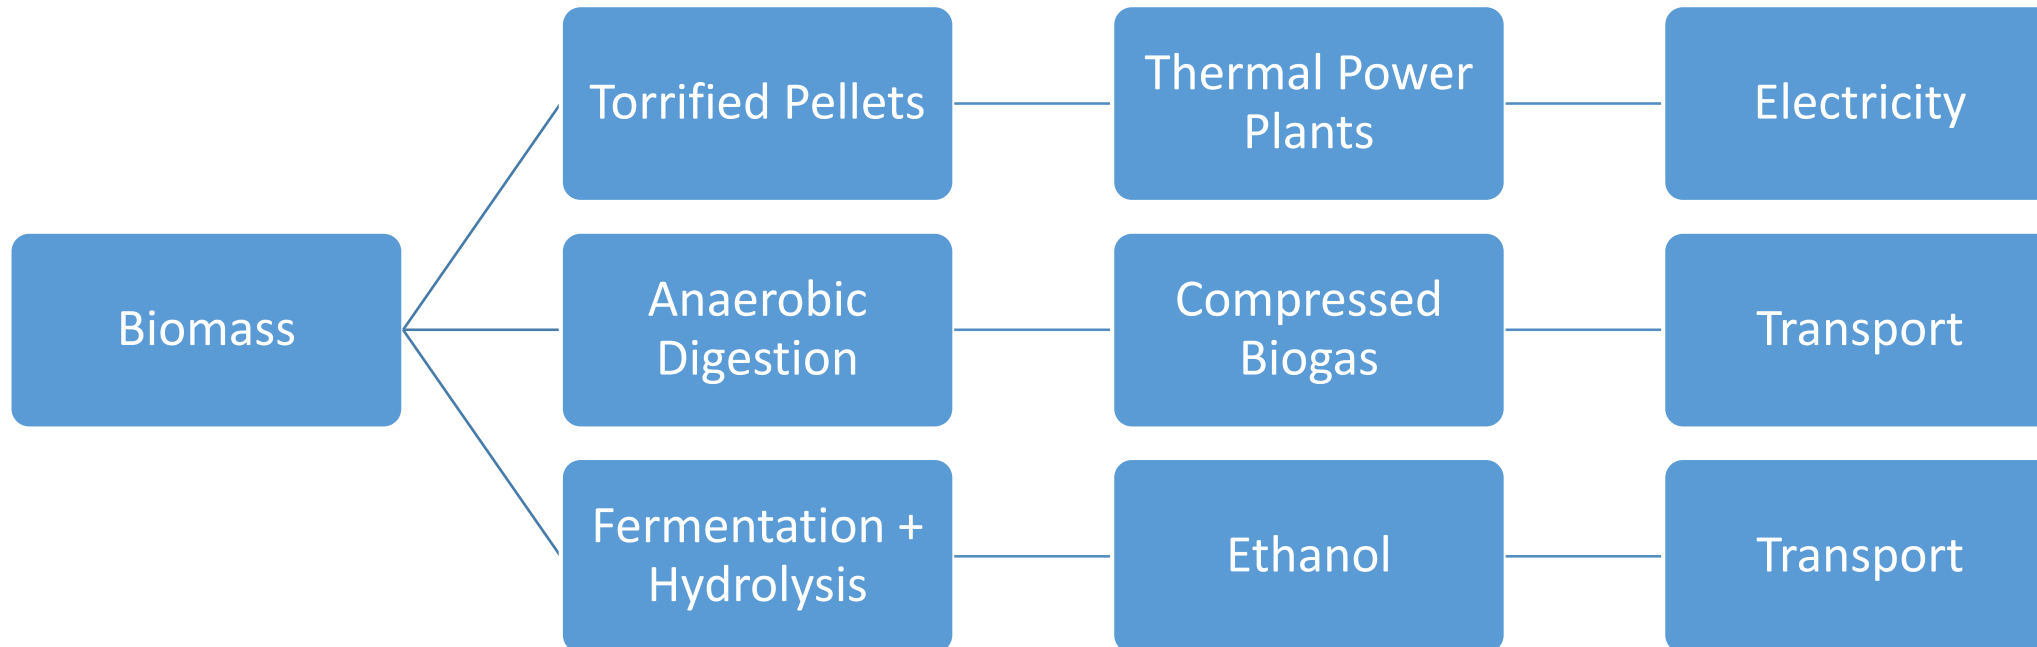 Torrified Pellets
Thermal Power
Plants
Electricity
Biomass
Anaerobic
Digestion
Compressed
Biogas
Transport
Fermentation +
Hydrolysis
Ethanol
Transport